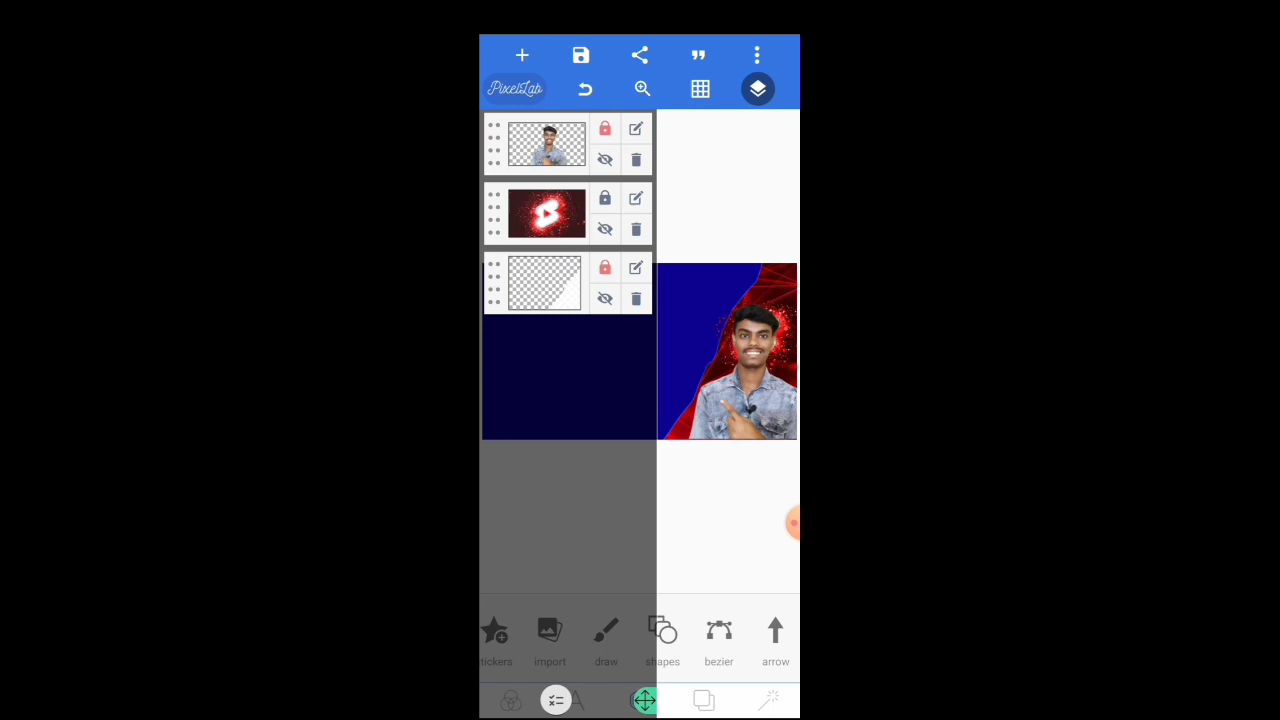 PixelLab
tickers
import
draw
shapes
bezier
arrow